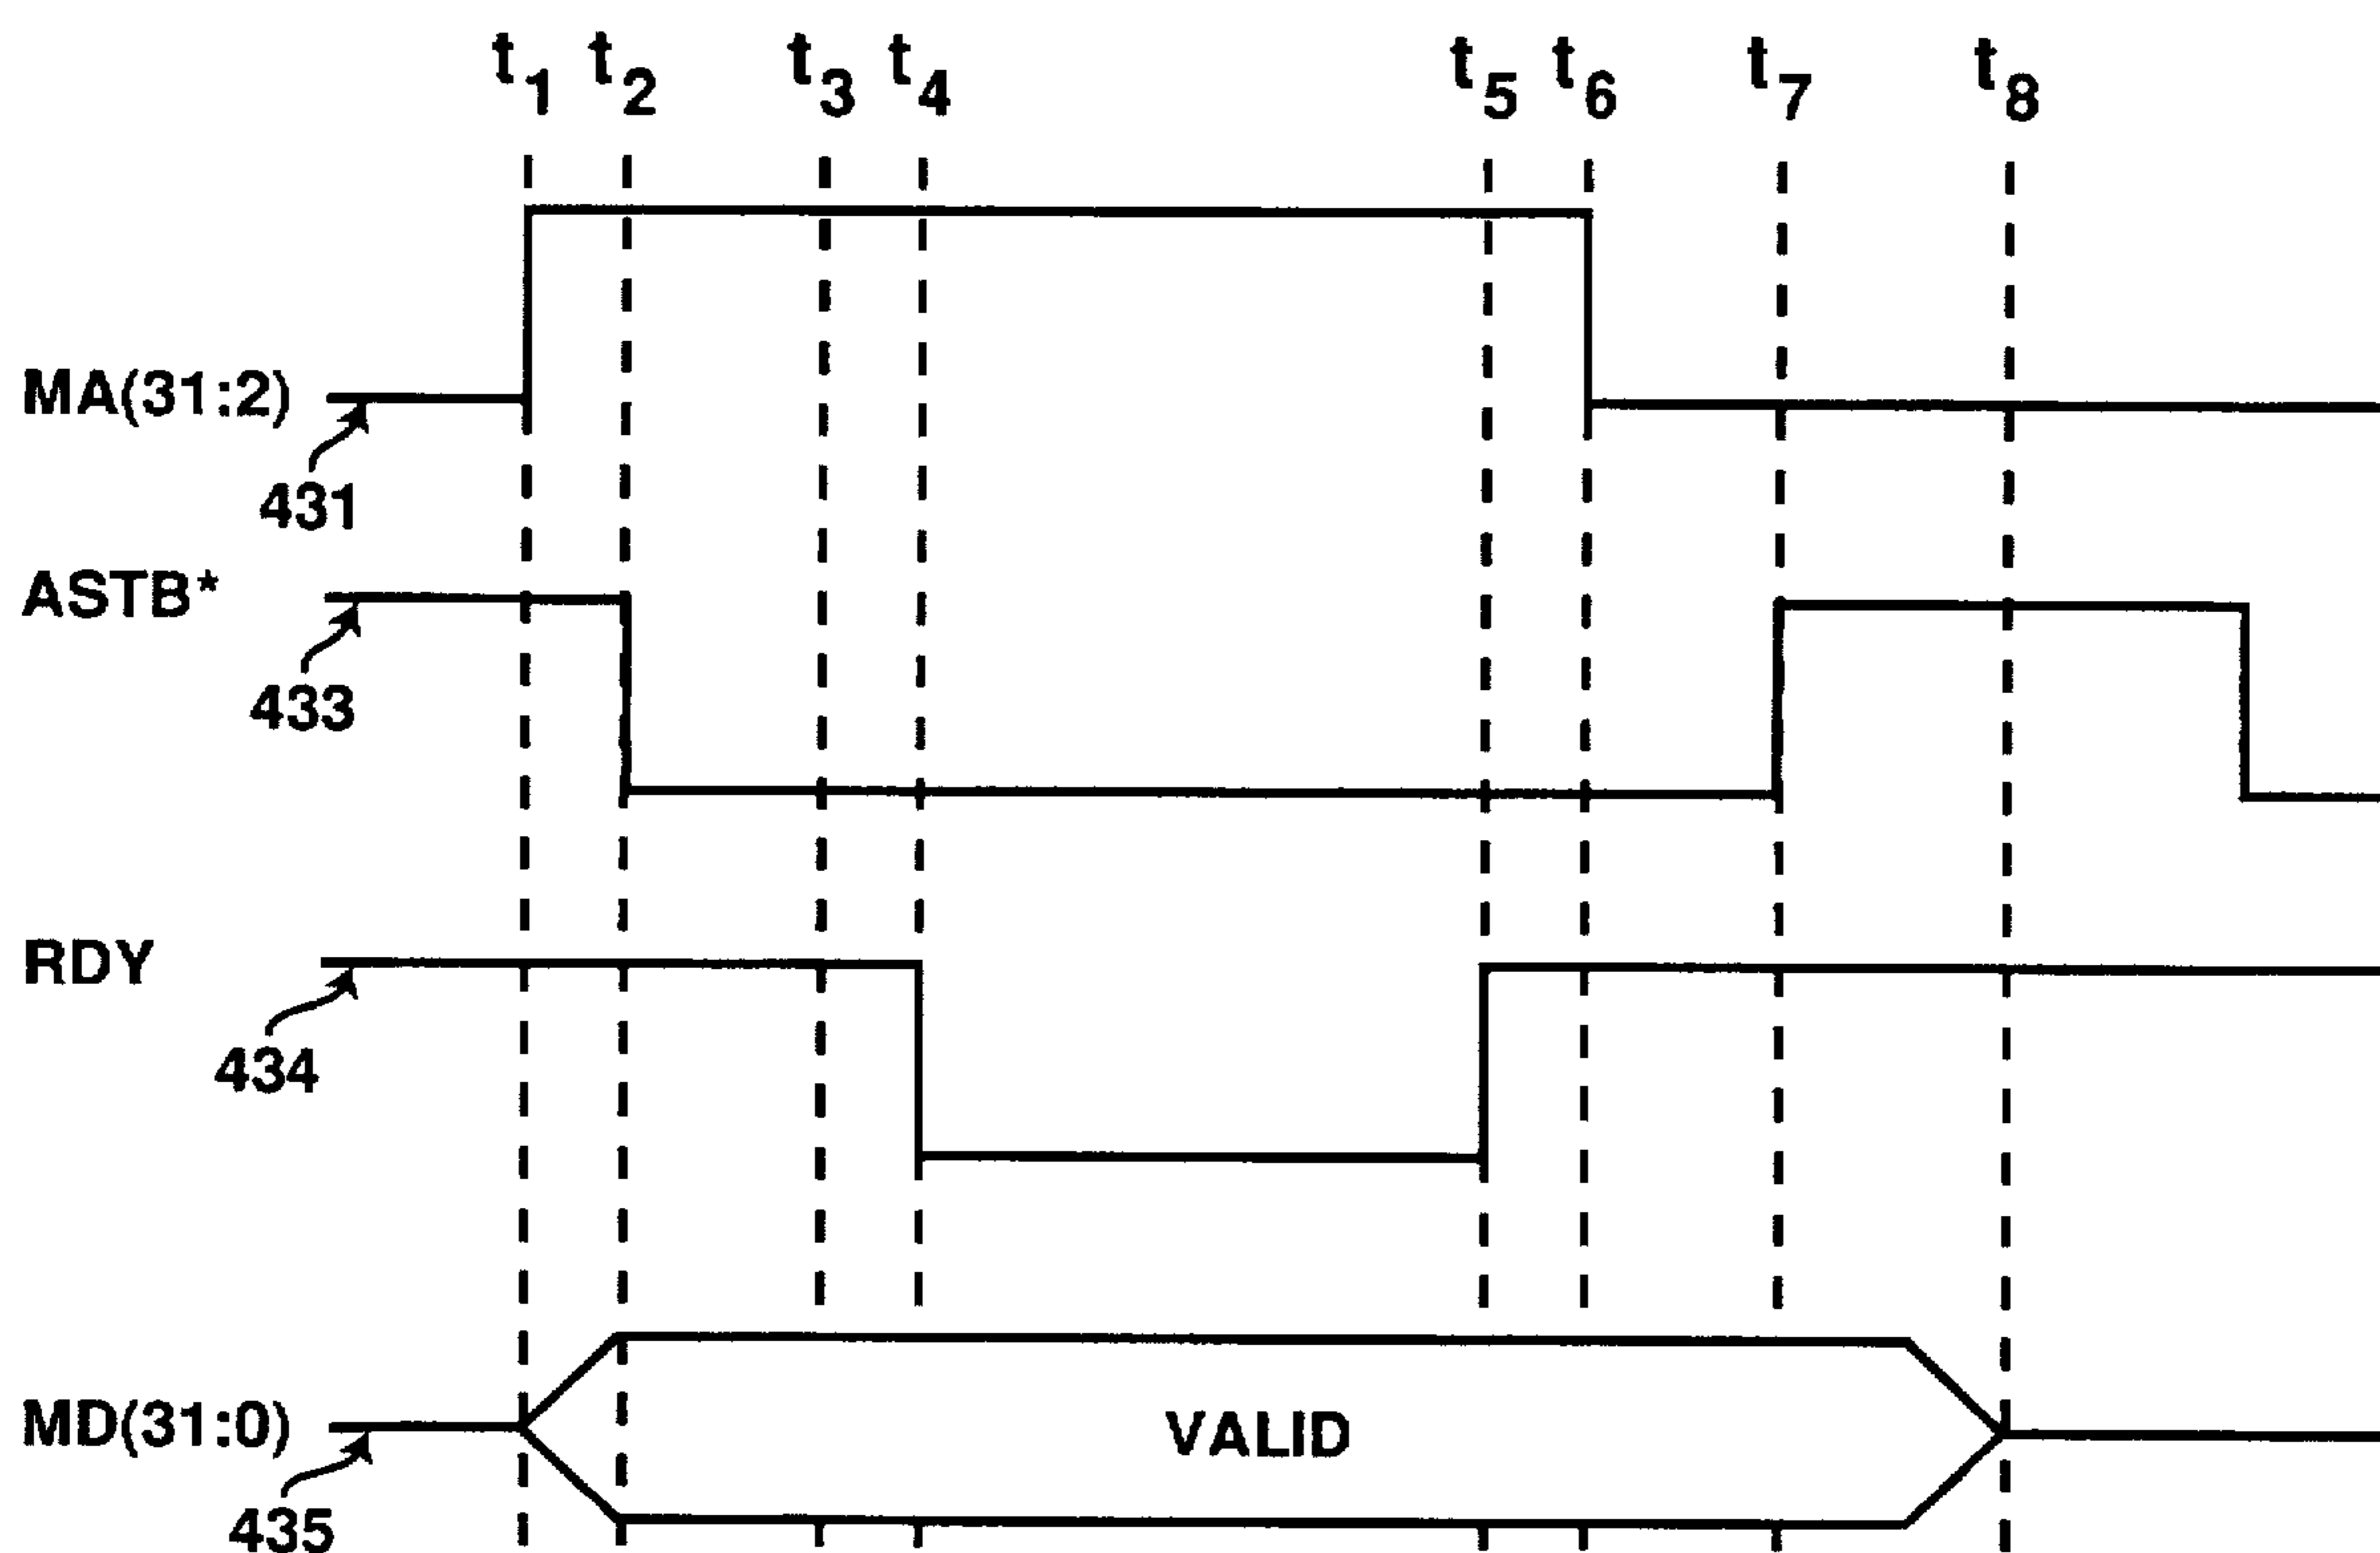 t1 t2 t3 t4 t5 t6 t7 t8
MA(31:2)
431
ASTB*
433
RDY
434
MD(31:0)
VALID
435